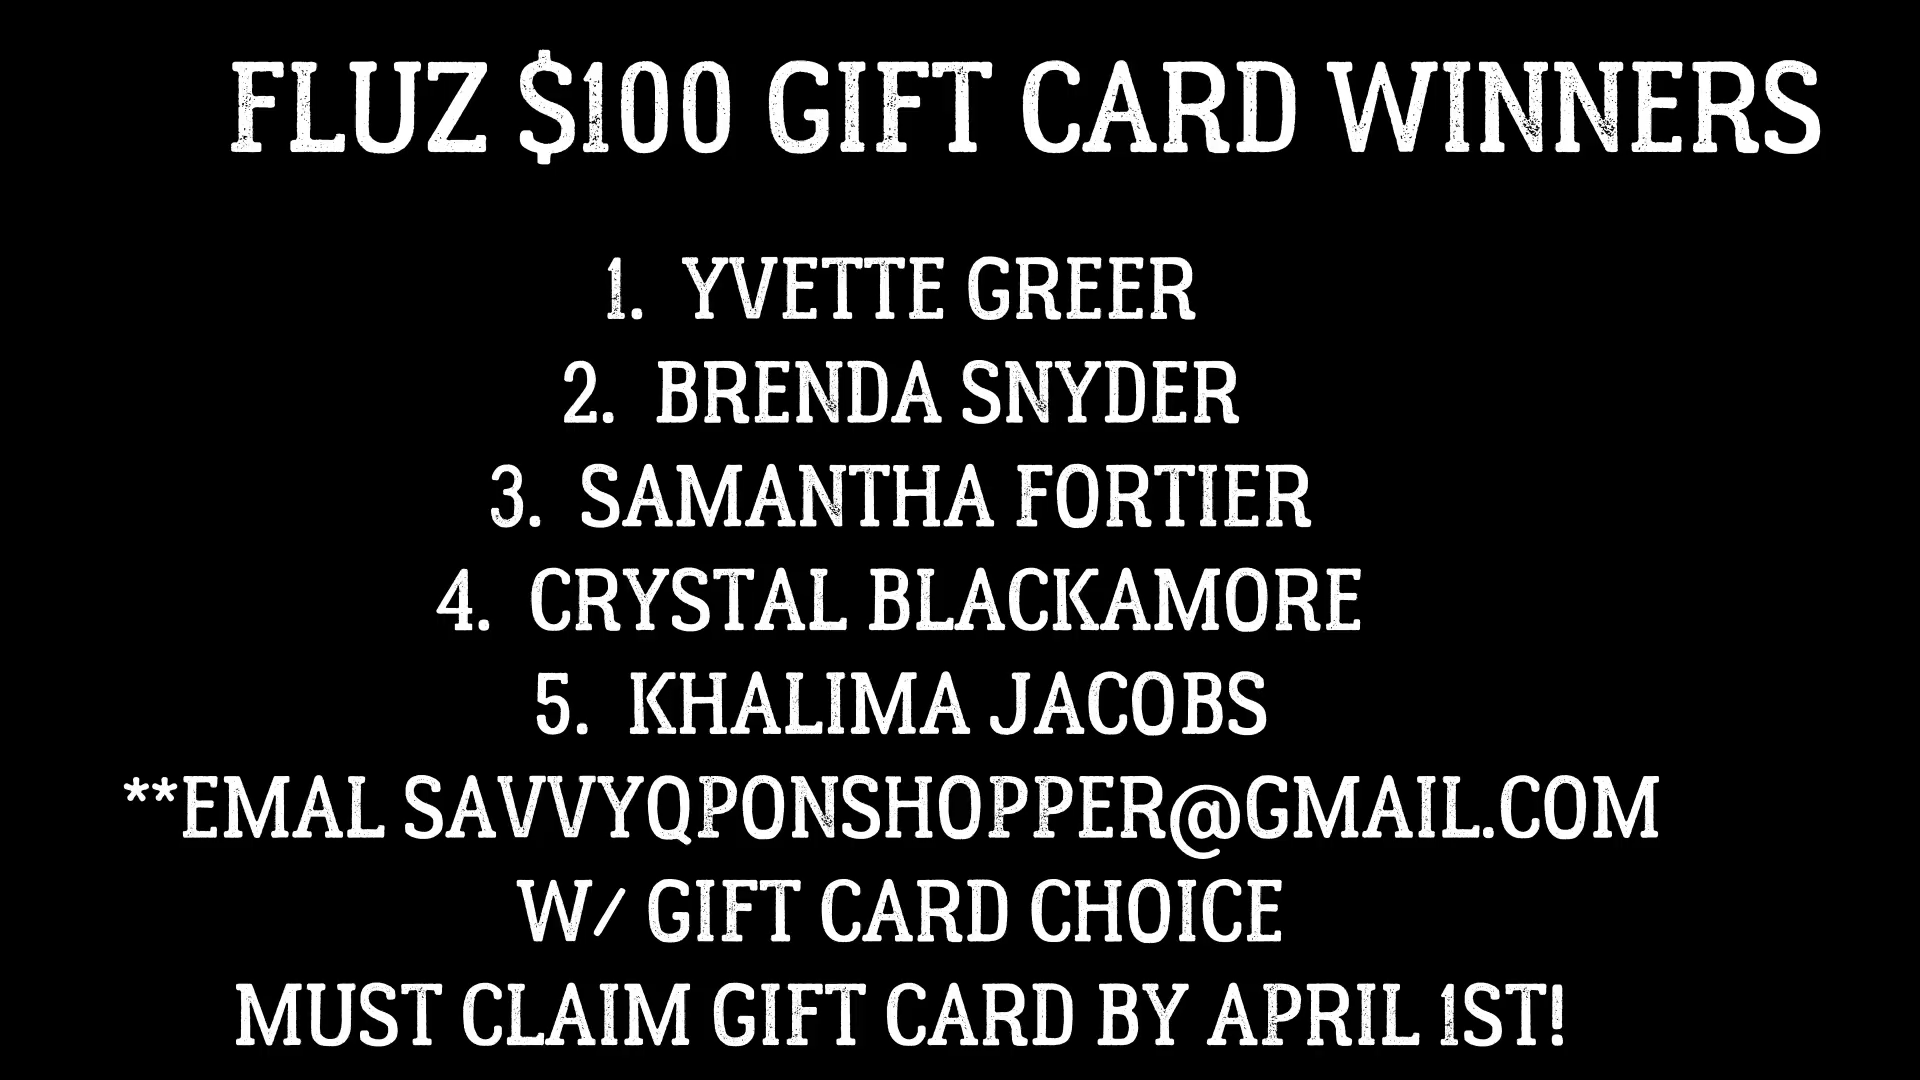 FLUZ $100 GIFT CARD WINNERS
1. YVETTE GREER
2. BRENDA SNYDER
3. SAMANTHA FORTIER
4. CRYSTAL BLACKAMORE
5. KHALIMA JACOBS
**EMAL SAVVYQPONSHOPPER@GMAIL.COM
W/ GIFT CARD CHOICE
MUST CLAIM GIFT CARD BY APRIL 1ST!